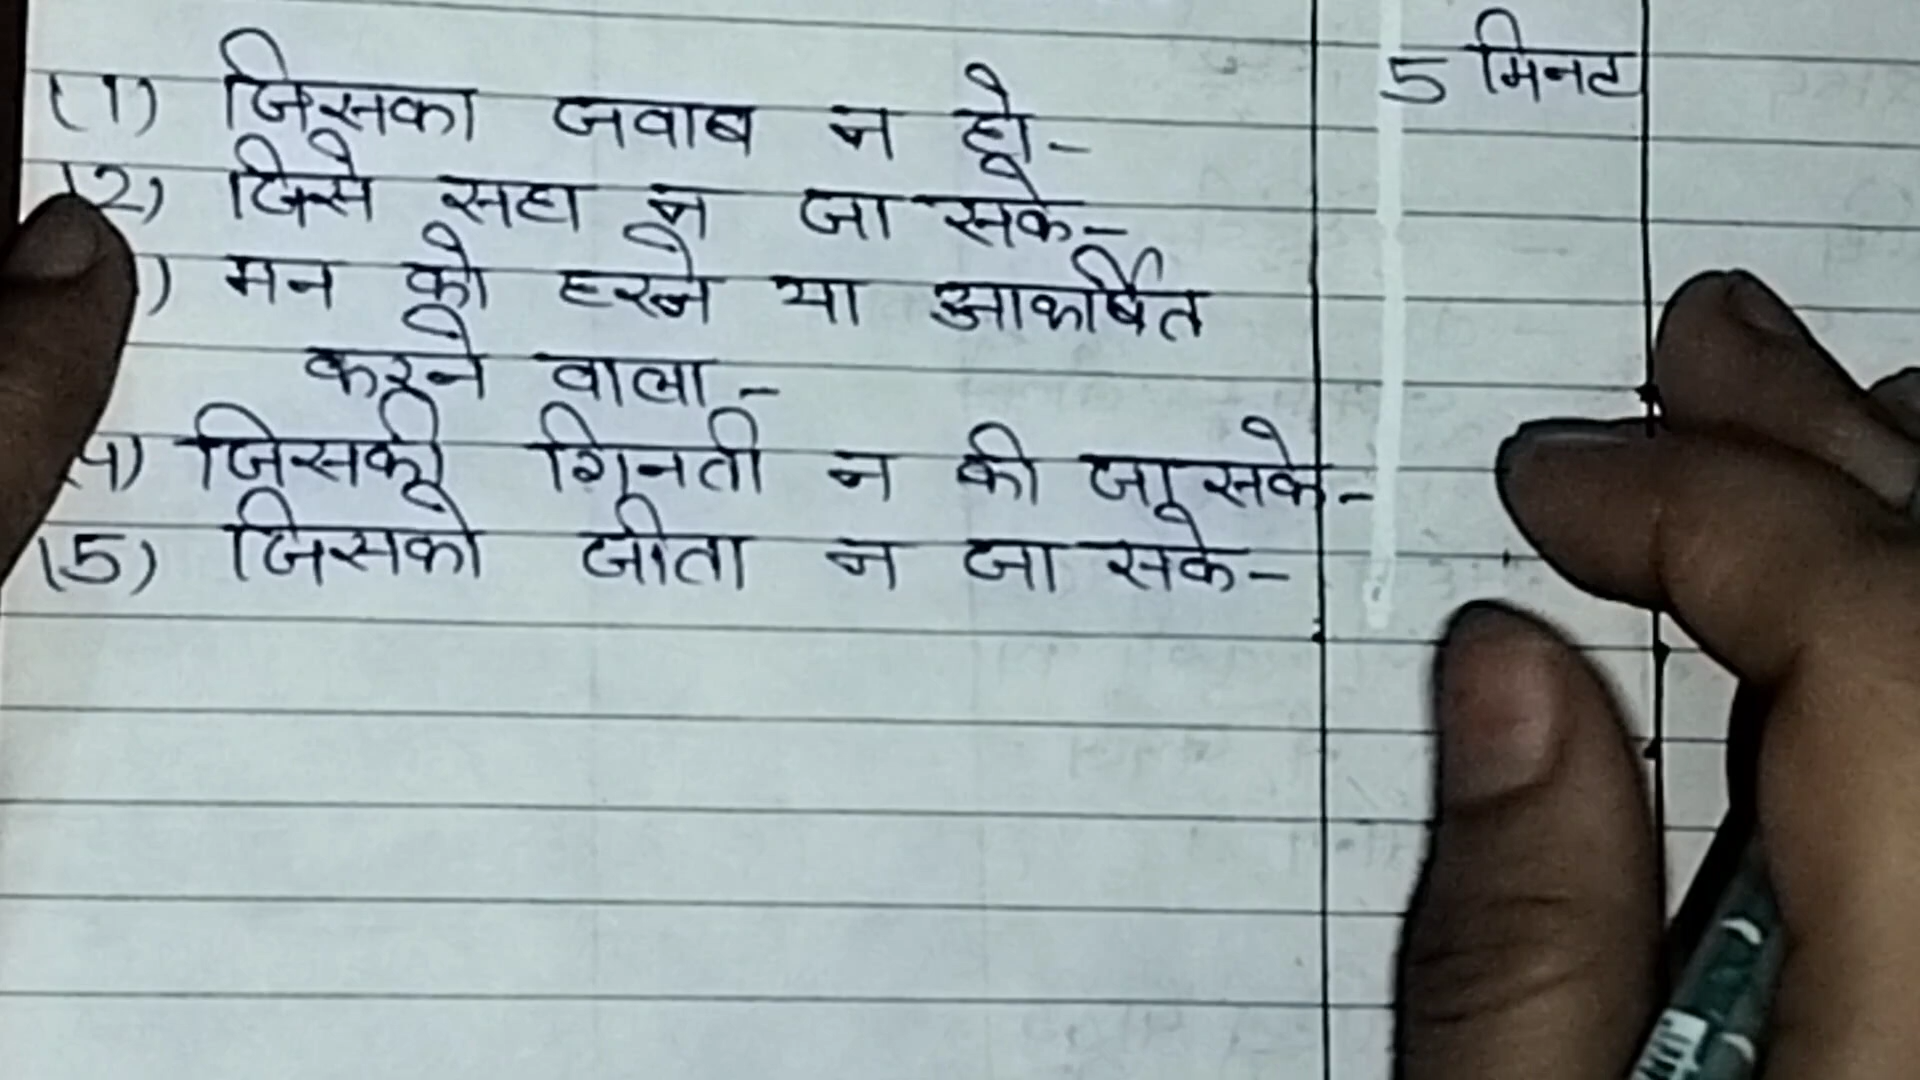 5 मिनट
(1) जिसका जवाब न हो-
(2) जिसे सहा न जा सके-
) मन को हरने या आकर्षित
करने वाला -
(4) जिसकी गिनती न की जा सके-
(5) जिसको जीता न जा सके-